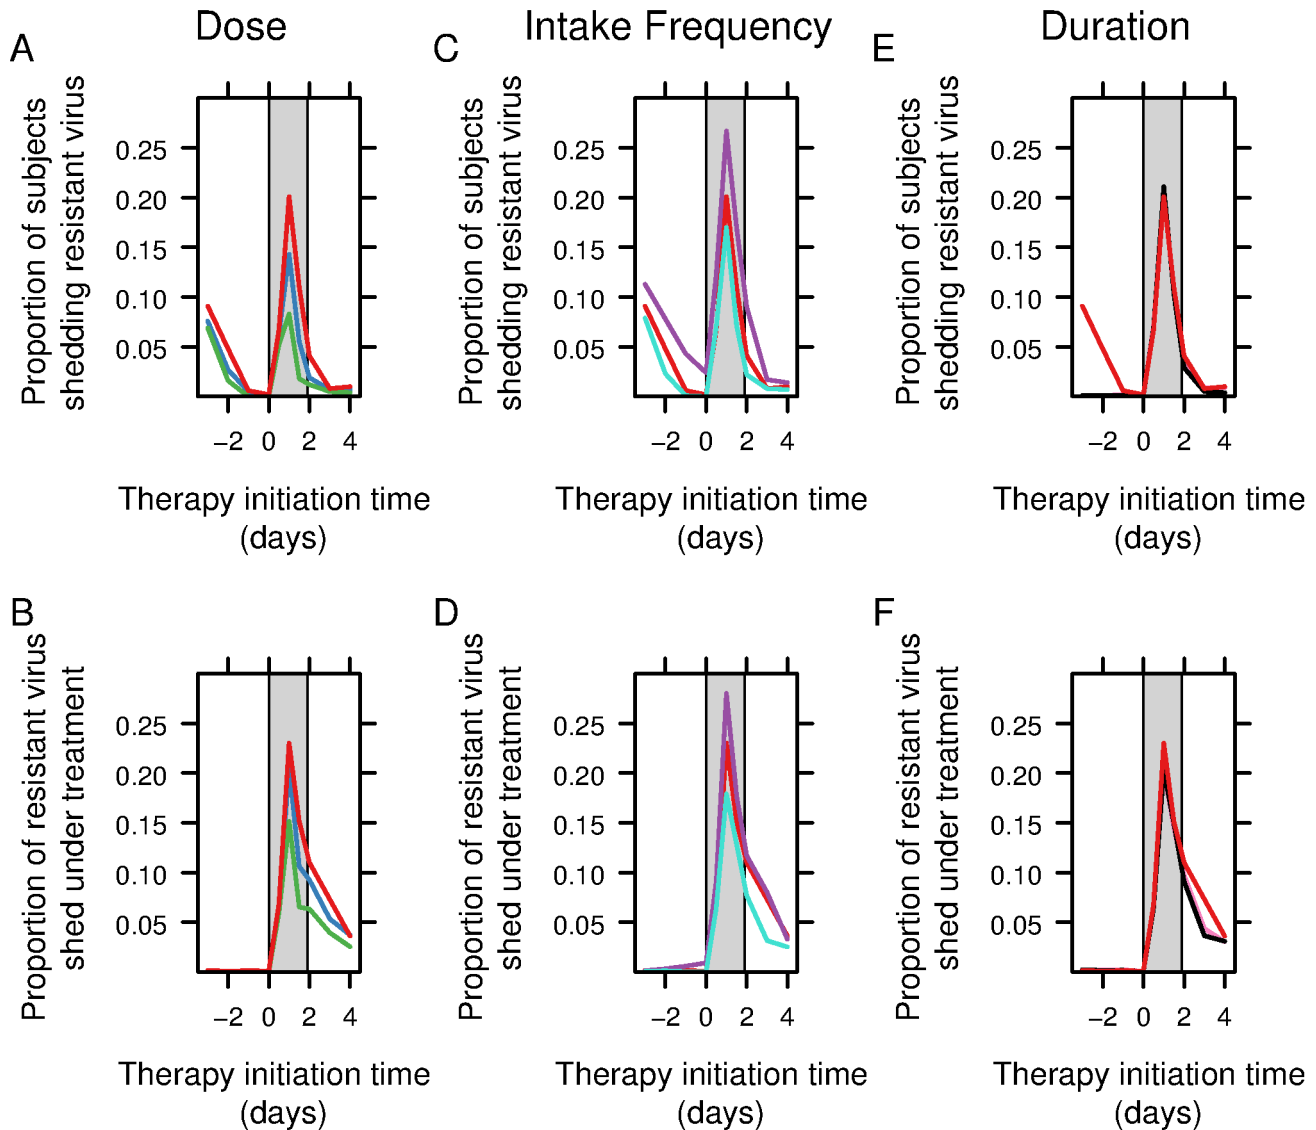 Dose
Intake Frequency
Duration
A
Proportion of subjects
shedding resistant virus
0.25
0.20
0.15
0.10
0.05
−2 0 2 4
Therapy initiation time
(days)
C
Proportion of subjects
shedding resistant virus
0.25
0.20
0.15
0.10
0.05
−2 0 2 4
Therapy initiation time
(days)
E
Proportion of subjects
shedding resistant virus
0.25
0.20
0.15
0.10
0.05
−2 0 2 4
Therapy initiation time
(days)
B
Proportion of resistant virus
shed under treatment
0.25
0.20
0.15
0.10
0.05
−2 0 2 4
Therapy initiation time
(days)
D
Proportion of resistant virus
shed under treatment
0.25
0.20
0.15
0.10
0.05
−2 0 2 4
Therapy initiation time
(days)
F
Proportion of resistant virus
shed under treatment
0.25
0.20
0.15
0.10
0.05
−2 0 2 4
Therapy initiation time
(days)